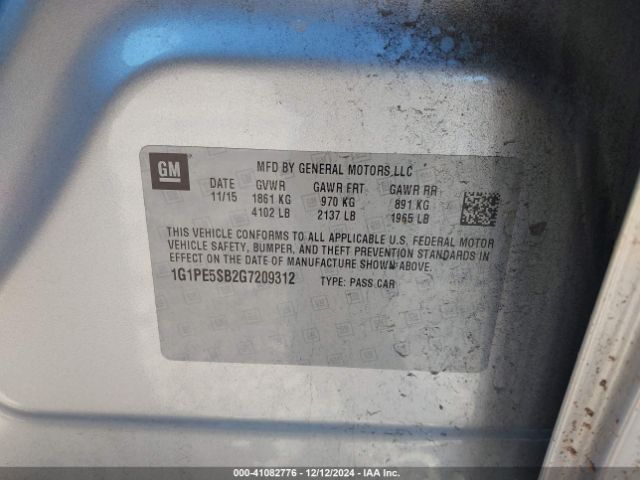 GM
MFD BY GENERAL MOTORS LLC
DATE GVWR GAWR FRT GAWR RR
11/15 1861 KG 970 KG 891 KG
4102 LB 2137 LB 1965 LB
THIS VEHICLE CONFORMS TO ALL APPLICABLE U.S. FEDERAL MOTOR
VEHICLE SAFETY, BUMPER, AND THEFT PREVENTION STANDARDS IN
EFFECT ON THE DATE OF MANUFACTURE SHOWN ABOVE.
1G1PE5SB2G7209312 TYPE: PASS CAR
000-41082776 - 12/12/2024 - IAA Inc.